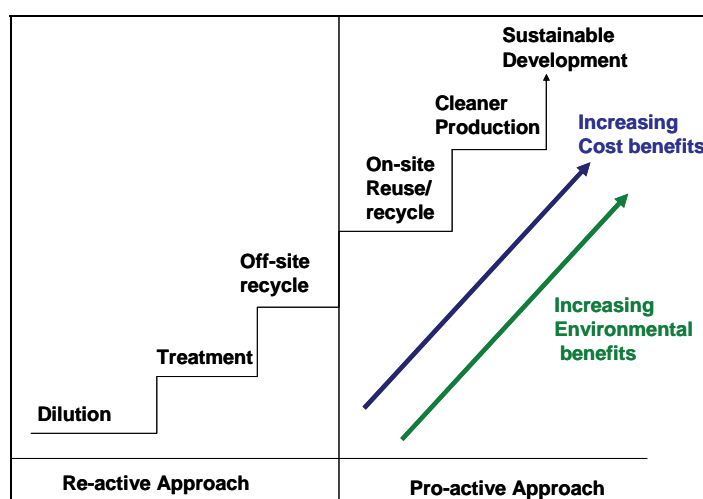 Sustainable
Development
Cleaner
Production
Increasing
Cost benefits
On-site
Reuse/
recycle
Off-site
recycle
Increasing
Environmental
benefits
Treatment
Dilution
Re-active Approach
Pro-active Approach